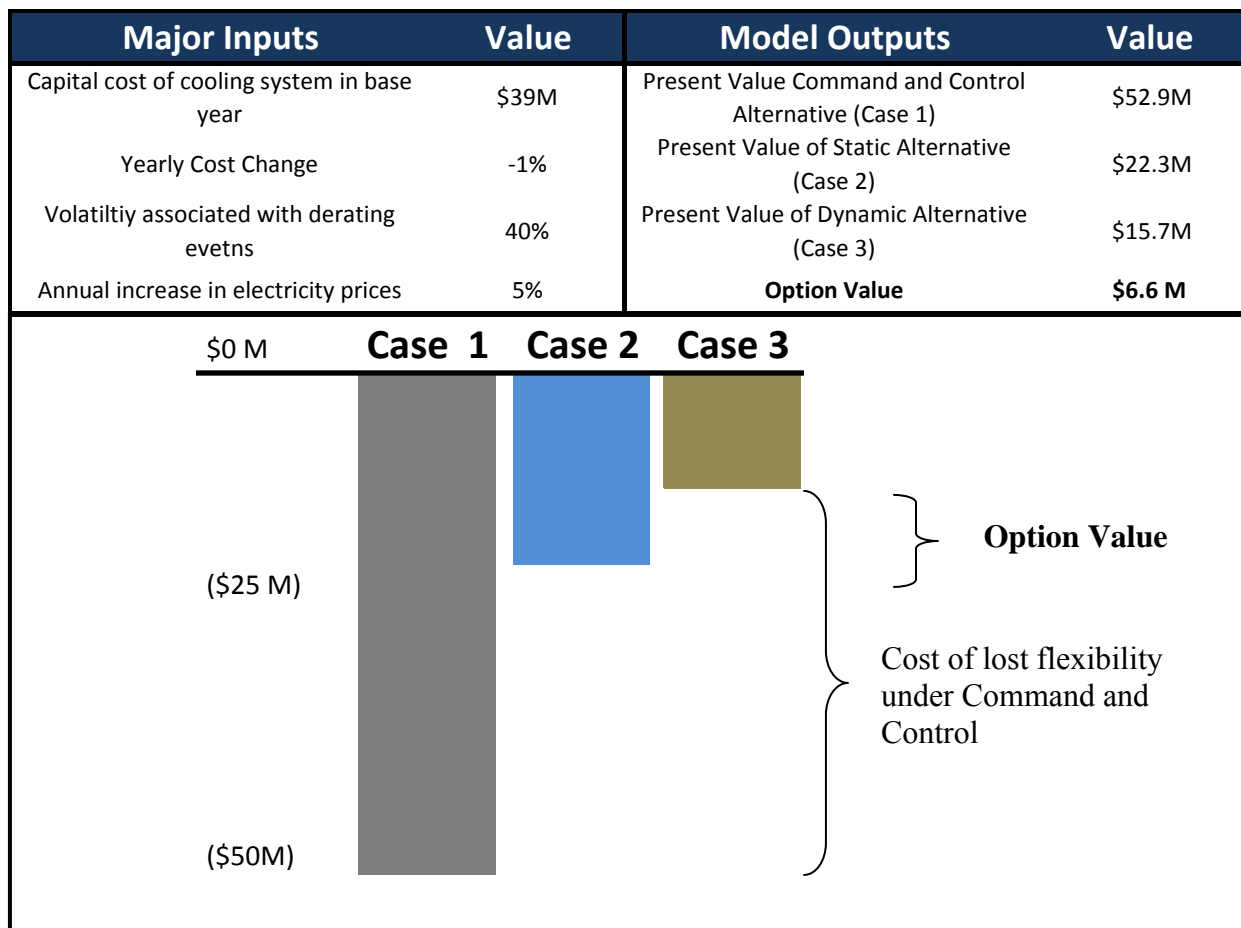 Major Inputs Value Model Outputs Value
Capital cost of cooling system in base
year
$39M
Present Value Command and Control
Alternative (Case 1)
$52.9M
Yearly Cost Change -1%
Present Value of Static Alternative
(Case 2)
$22.3M
Volatiltiy associated with derating
evetns
40%
Present Value of Dynamic Alternative
(Case 3)
$15.7M
Annual increase in electricity prices 5%
Option Value $6.6 M
$0 M Case 1 Case 2 Case 3
Option Value
($25 M)
Cost of lost flexibility
under Command and
Control
($50M)